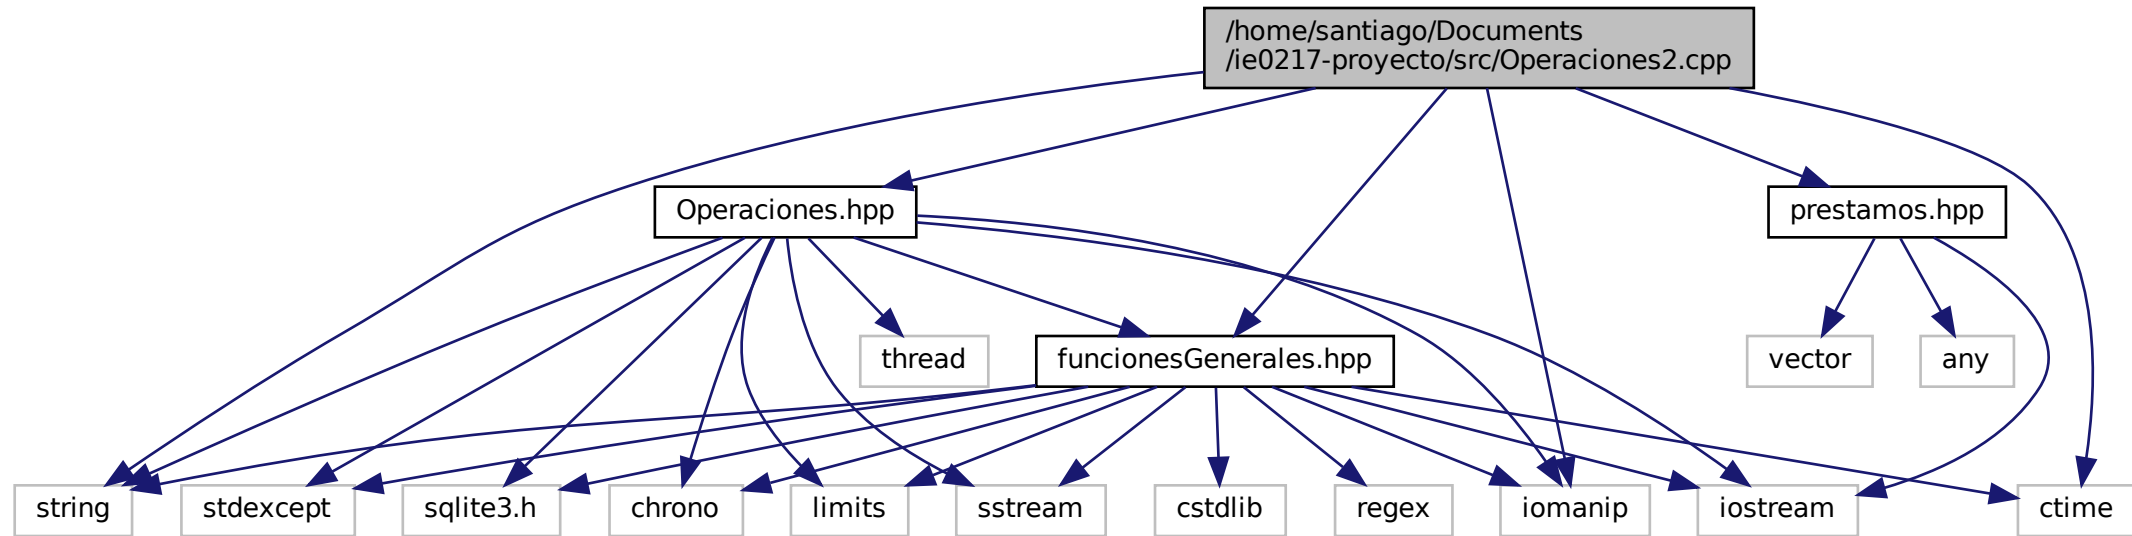 /home/santiago/Documents
/ie0217-proyecto/src/Operaciones2.cpp
Operaciones.hpp
prestamos.hpp
thread
funcionesGenerales.hpp
vector
any
string
stdexcept
sqlite3.h
chrono
limits
sstream
cstdlib
regex
iomanip
iostream
ctime